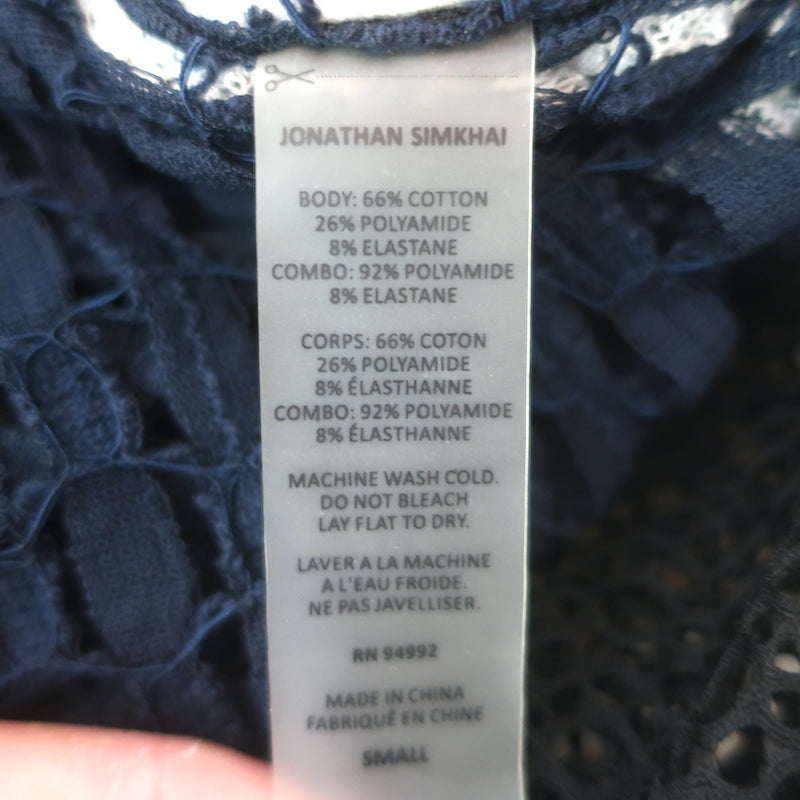 JONATHAN SIMKHAI
BODY: 66% COTTON
26% POLYAMIDE
8% ELASTANE
COMBO: 92% POLYAMIDE
8% ELASTANE
CORPS: 66% COTON
26% POLYAMIDE
8% ÉLASTHANNE
COMBO: 92% POLYAMIDE
8% ÉLASTHANNE
MACHINE WASH COLD.
DO NOT BLEACH
LAY FLAT TO DRY.
LAVER A LA MACHINE
A L'EAU FROIDE.
NE PAS JAVELLISER.
RN 94992
MADE IN CHINA
FABRIQUÉ EN CHINE
SMALL